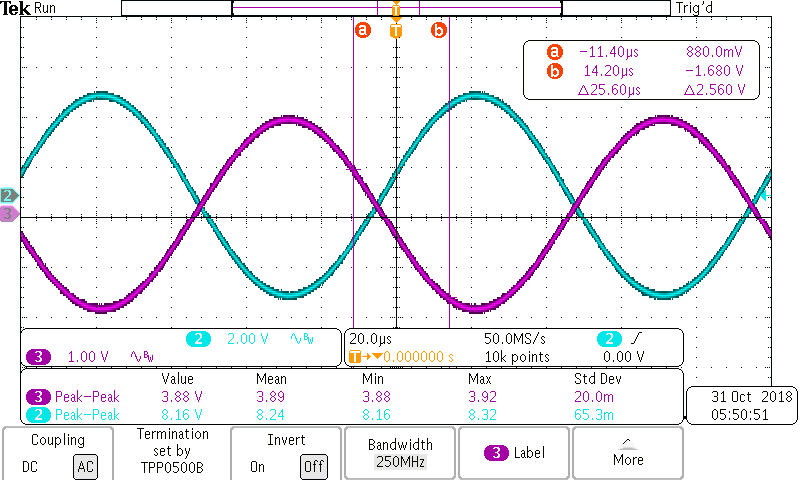 Tek Run Trig'd
T
a T b
a −11.40µs 880.0mV
b 14.20µs −1.680 V
Δ25.60µs Δ2.560 V
2
3
2 2.00 V ∿BW
3 1.00 V ∿BW
20.0µs 50.0MS/s 2 ∫
T→▼0.000000 s 10k points 0.00 V
Value Mean Min Max Std Dev
3 Peak−Peak 3.88 V 3.89 3.88 3.92 20.0m
2 Peak−Peak 8.16 V 8.24 8.16 8.32 65.3m
31 Oct 2018
05:50:51
Coupling
DC AC
Termination
set by
TPP0500B
Invert
On Off
Bandwidth
250MHz
3 Label
More